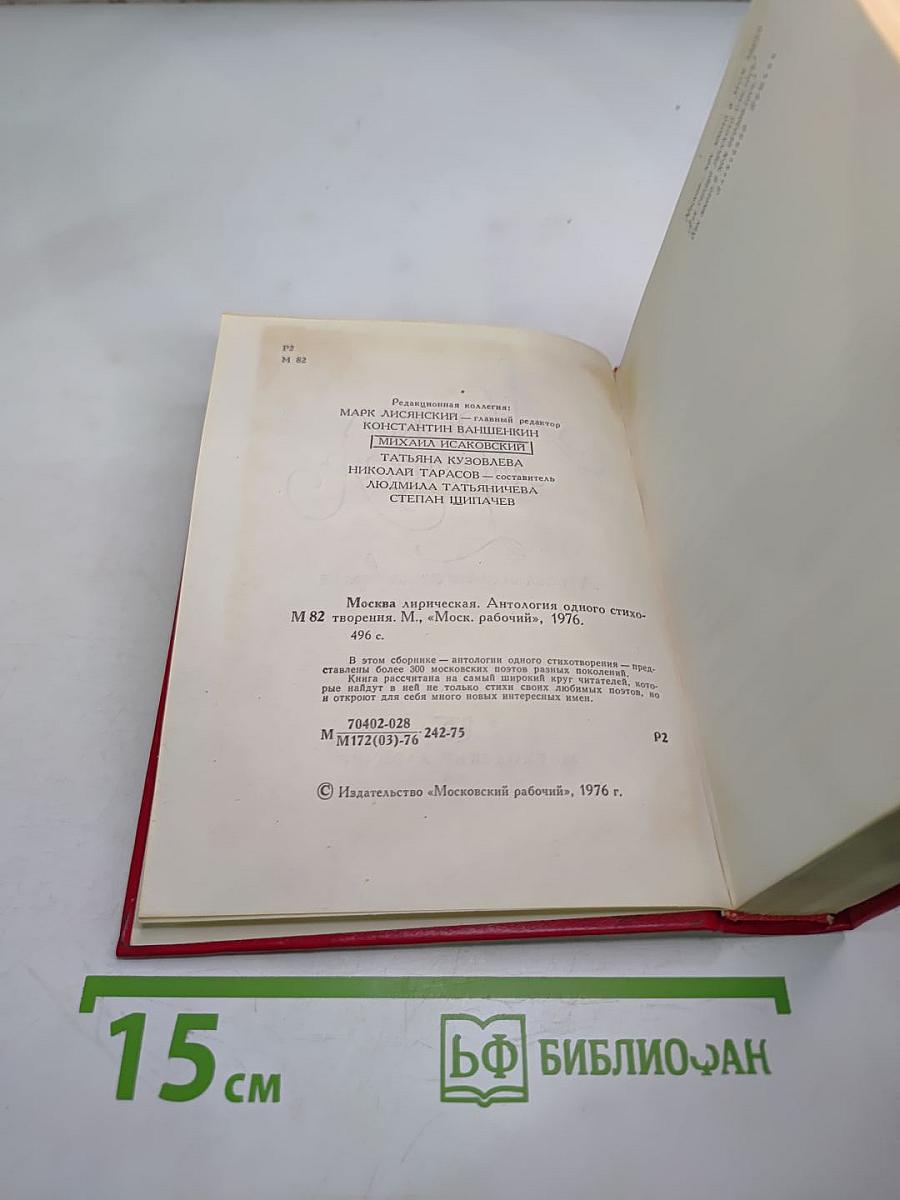 Р2
М 82
Редакционная коллегия:
МАРК ЛИСЯНСКИЙ — главный редактор
КОНСТАНТИН ВАНШЕНКИН
МИХАИЛ ИСАКОВСКИЙ
ТАТЬЯНА КУЗОВЛЕВА
НИКОЛАЙ ТАРАСОВ — составитель
ЛЮДМИЛА ТАТЬЯНИЧЕВА
СТЕПАН ЩИПАЧЕВ
Москва лирическая. Антология одного стихо-
М 82 творения. М., «Моск. рабочий», 1976.
496 с.
В этом сборнике — антологии одного стихотворения — пред-
ставлены более 300 московских поэтов разных поколений.
Книга рассчитана на самый широкий круг читателей, кото-
рые найдут в ней не только стихи своих любимых поэтов, но
и откроют для себя много новых интересных имен.
М 70402-028 242-75
М172(03)-76
Р2
© Издательство «Московский рабочий», 1976 г.
15 см
БФ БИБЛИОФАН